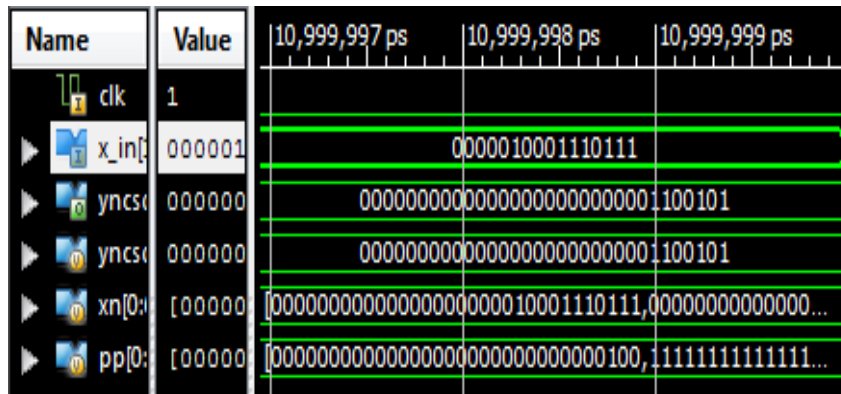 Name Value 10,999,997 ps 10,999,998 ps 10,999,999 ps
clk 1
x_in[ 000001 0000010001110111
yncs 000000 00000000000000000000000001100101
yncs 000000 00000000000000000000000001100101
xn[0: [00000 [00000000000000000000010001110111,00000000000000...
pp[0: [00000 [00000000000000000000000000000100,11111111111111...